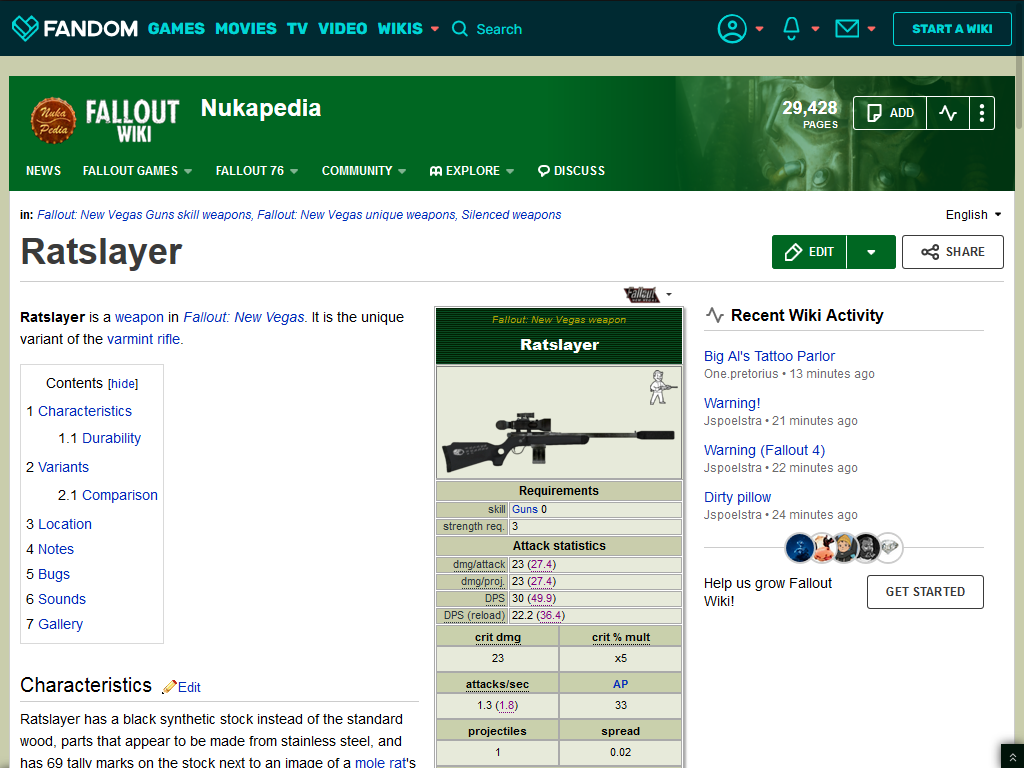 FANDOM GAMES MOVIES TV VIDEO WIKIS Search START A WIKI
Nuka Pedia FALLOUT WIKI Nukapedia 29,428 PAGES ADD
NEWS FALLOUT GAMES FALLOUT 76 COMMUNITY EXPLORE DISCUSS
in: Fallout: New Vegas Guns skill weapons, Fallout: New Vegas unique weapons, Silenced weapons English
Ratslayer EDIT SHARE
Fallout NEW VEGAS
Ratslayer is a weapon in Fallout: New Vegas. It is the unique
variant of the varmint rifle.
Contents [hide]
1 Characteristics
1.1 Durability
2 Variants
2.1 Comparison
3 Location
4 Notes
5 Bugs
6 Sounds
7 Gallery
Characteristics Edit
Ratslayer has a black synthetic stock instead of the standard
wood, parts that appear to be made from stainless steel, and
has 69 tally marks on the stock next to an image of a mole rat's
Fallout: New Vegas weapon
Ratslayer
Requirements
skill Guns 0
strength req. 3
Attack statistics
dmg/attack 23 (27.4)
dmg/proj. 23 (27.4)
DPS 30 (49.9)
DPS (reload) 22.2 (36.4)
crit dmg crit % mult
23 x5
attacks/sec AP
1.3 (1.8) 33
projectiles spread
1 0.02
Recent Wiki Activity
Big Al's Tattoo Parlor
One.pretorius • 13 minutes ago
Warning!
Jspoelstra • 21 minutes ago
Warning (Fallout 4)
Jspoelstra • 22 minutes ago
Dirty pillow
Jspoelstra • 24 minutes ago
Help us grow Fallout
Wiki!
GET STARTED